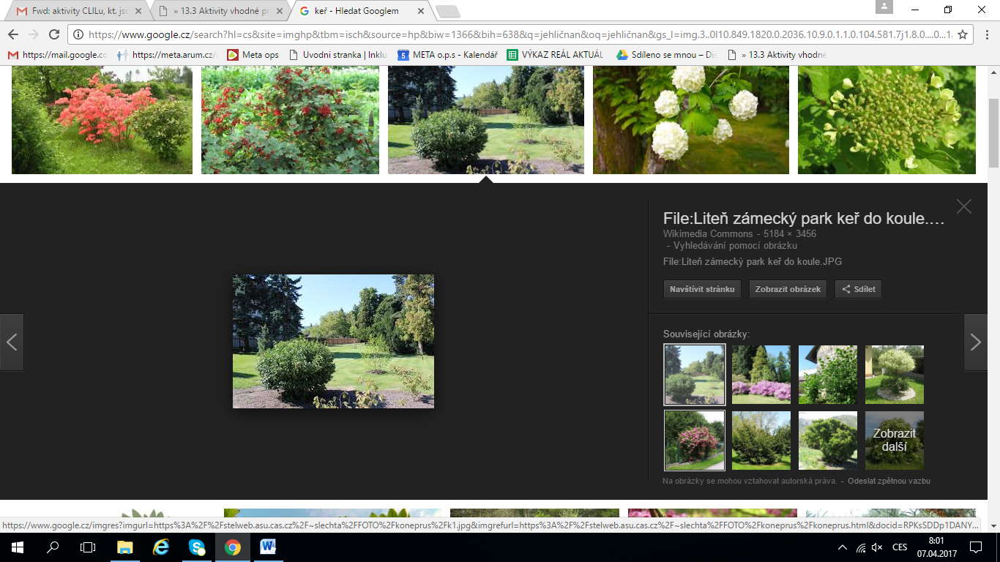 Fwd: aktivity CLILu, kt. jsc
» 13.3 Aktivity vhodné pr
keř - Hledat Googlem
https://www.google.cz/search?hl=cs&site=imghp&tbm=isch&source=hp&biw=1366&bih=638&q=jehličnan&oq=jehličnan&gs_l=img.3..0l10.849.1820.0.2036.10.9.0.1.1.0.104.581.7j1.8.0....0...1
https://mail.google.co
https://meta.arum.cz/i
Meta ops
Uvodni stranka | Inklu
META o.p.s - Kalendář
VÝKAZ REÁL AKTUÁL
Sdíleno se mnou – Dis
» 13.3 Aktivity vhodné
File:Liteň zámecký park keř do koule.…
Wikimedia Commons - 5184 × 3456
- Vyhledávání pomocí obrázku
File:Liteň zámecký park keř do koule.JPG
Navštívit stránku
Zobrazit obrázek
Sdílet
Související obrázky:
Zobrazit
další
Na obrázky se mohou vztahovat autorská práva. - Odeslat zpětnou vazbu
https://www.google.cz/imgres?imgurl=https%3A%2F%2Fstelweb.asu.cas.cz%2F~slechta%2FFOTO%2Fkoneprus%2Fk1.jpg&imgrefurl=https%3A%2F%2Fstelweb.asu.cas.cz%2F~slechta%2FFOTO%2Fkoneprus%2Fkoneprus.html&docid=RPKsSDDp1DANY...
CES
8:01
07.04.2017